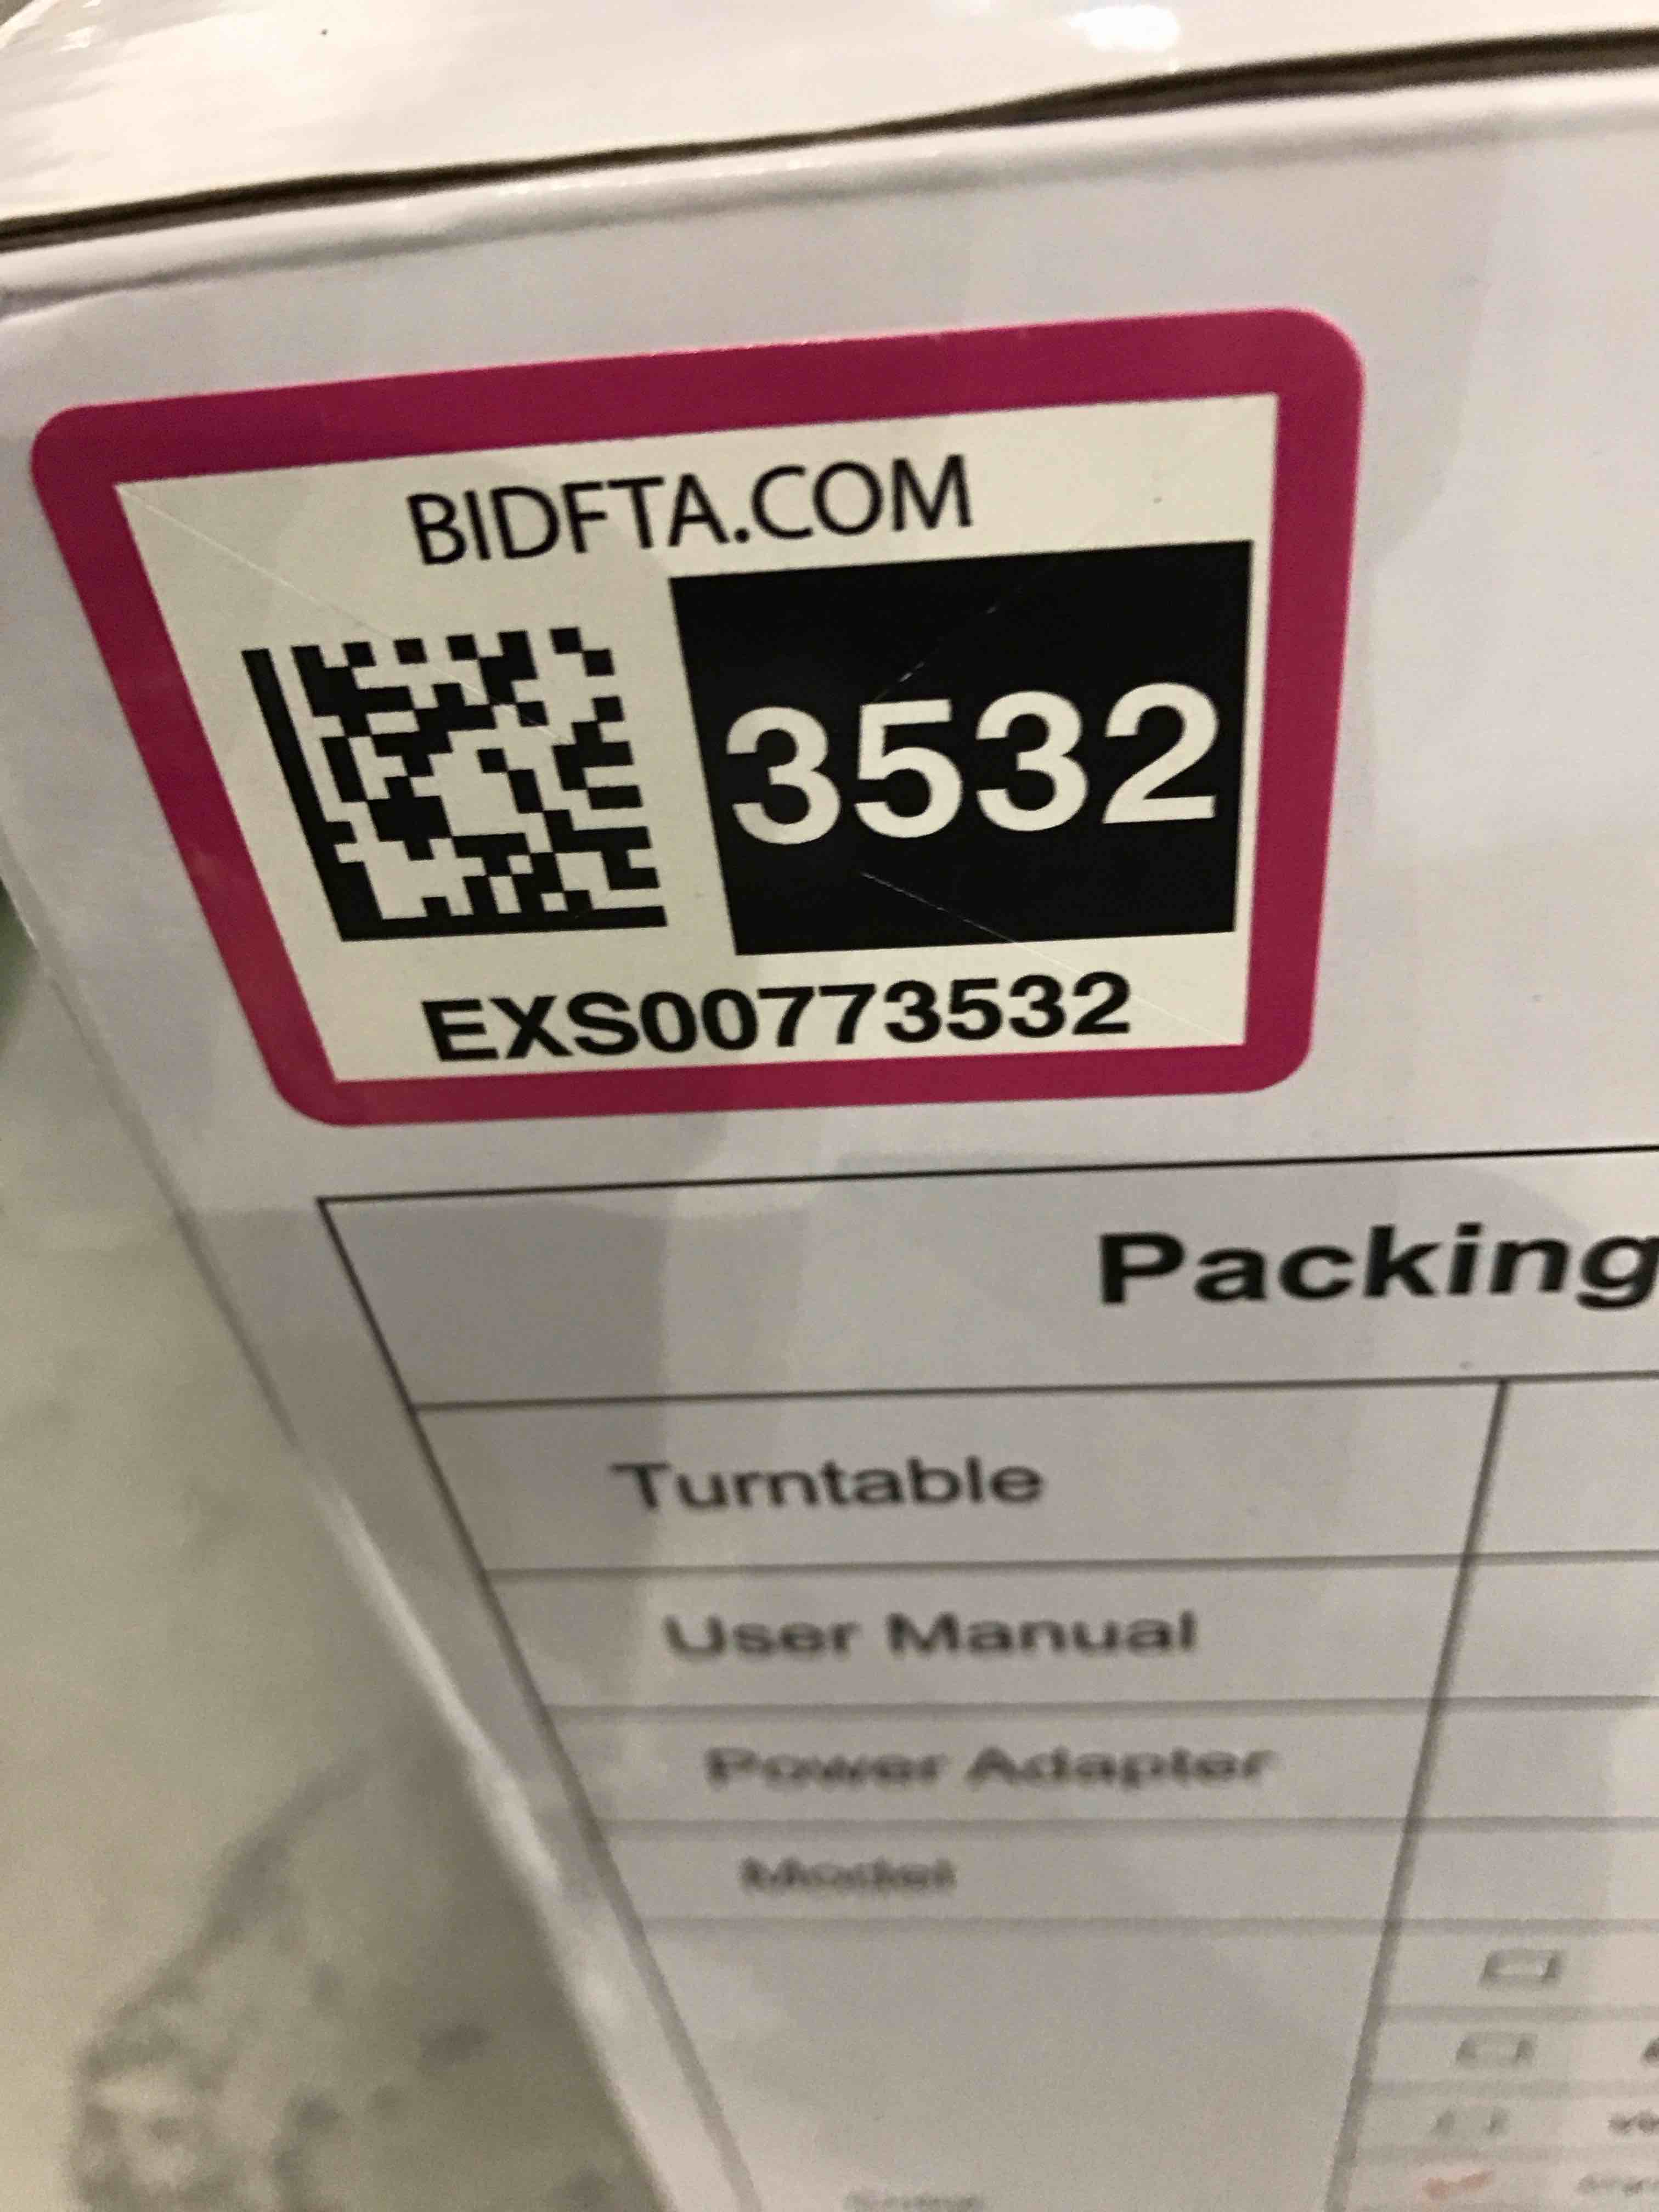 BIDFTA.COM
3532
EXS00773532
Packing
Turntable
User Manual
Power Adapter
Model